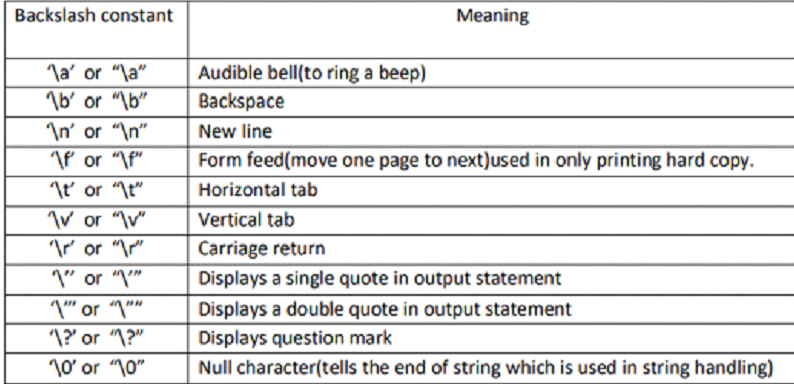 Backslash constant Meaning
‘\a’ or “\a” Audible bell(to ring a beep)
‘\b’ or “\b” Backspace
‘\n’ or “\n” New line
‘\f’ or “\f” Form feed(move one page to next)used in only printing hard copy.
‘\t’ or “\t” Horizontal tab
‘\v’ or “\v” Vertical tab
‘\r’ or “\r” Carriage return
‘\’’ or “\’” Displays a single quote in output statement
‘\”’ or “\”” Displays a double quote in output statement
‘\?’ or “\?” Displays question mark
‘\0’ or “\0” Null character(tells the end of string which is used in string handling)